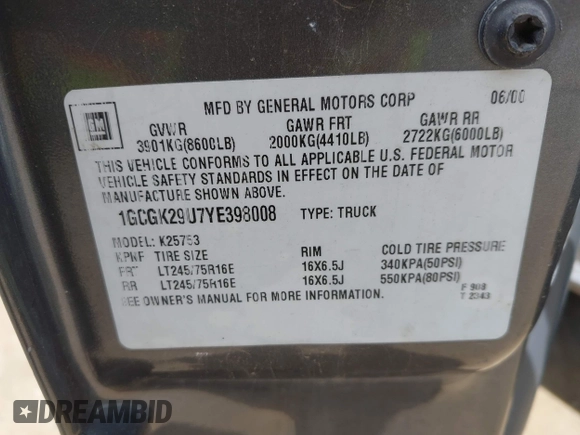 GM
MFD BY GENERAL MOTORS CORP 06/00
GVWR GAWR FRT GAWR RR
3901KG(8600LB) 2000KG(4410LB) 2722KG(6000LB)
THIS VEHICLE CONFORMS TO ALL APPLICABLE U.S. FEDERAL MOTOR
VEHICLE SAFETY STANDARDS IN EFFECT ON THE DATE OF
MANUFACTURE SHOWN ABOVE.
1GCGK29U7YE398008 TYPE: TRUCK
MODEL: K25753
TIRE SIZE RIM COLD TIRE PRESSURE
FRT LT245/75R16E 16X6.5J 340KPA(50PSI)
RR LT245/75R16E 16X6.5J 550KPA(80PSI)
SEE OWNER'S MANUAL FOR MORE INFORMATION
F 908
T 2343
DREAMBID